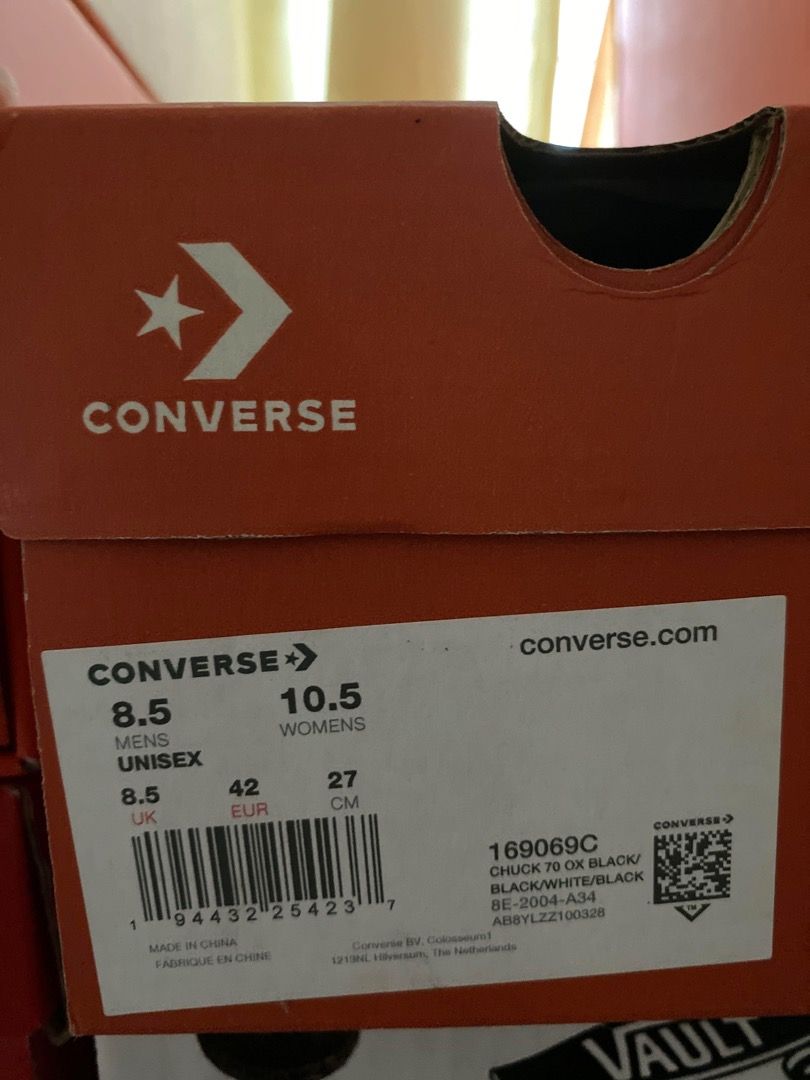 CONVERSE
CONVERSE
converse.com
8.5 10.5
MENS WOMENS
UNISEX
8.5 42 27
UK EUR CM
1 94432 25423 7
MADE IN CHINA
FABRIQUE EN CHINE
Converse BV, Colosseum1
1213NL Hilversum, The Netherlands
169069C
CHUCK 70 OX BLACK/
BLACK/WHITE/BLACK
8E-2004-A34
AB8YLZZ100328
CONVERSE
TM
VAULT